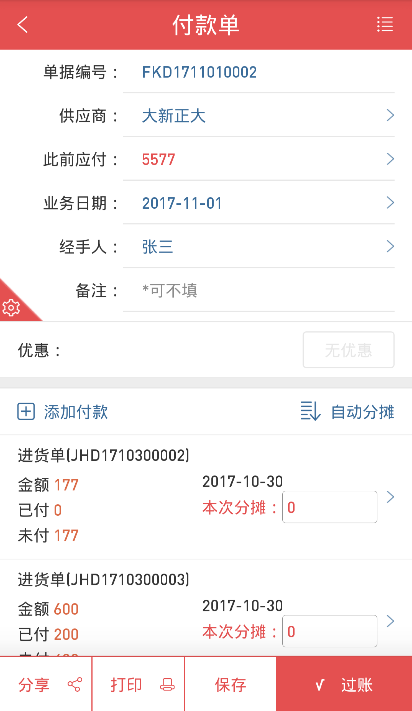 付款单
单据编号： FKD1711010002
供应商： 大新正大
此前应付： 5577
业务日期： 2017-11-01
经手人： 张三
备注： *可不填
优惠： 无优惠
添加付款 自动分摊
进货单(JHD1710300002)
金额 177 2017-10-30
已付 0 本次分摊： 0
未付 177
进货单(JHD1710300003)
金额 600 2017-10-30
已付 200 本次分摊： 0
分享 打印 保存 √ 过账